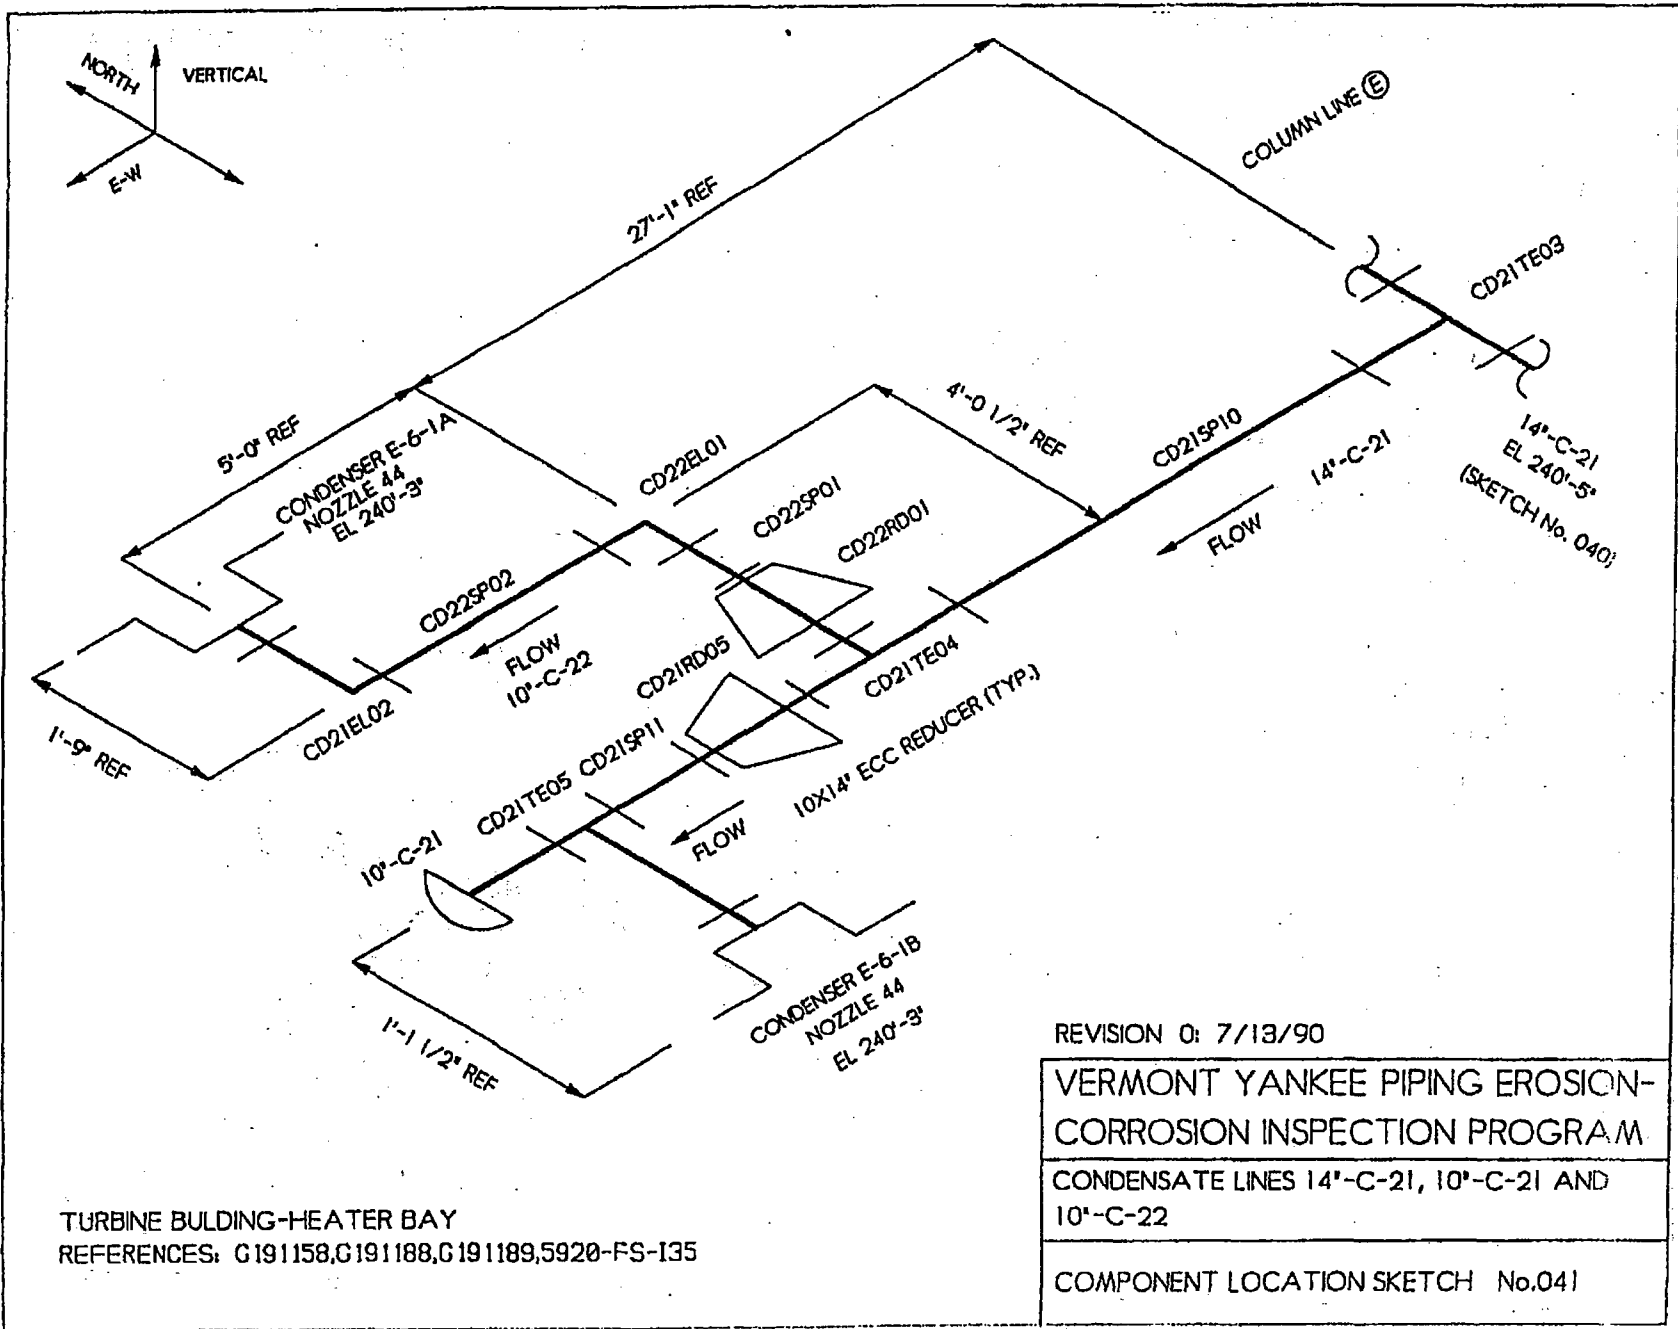 NORTH
VERTICAL
E-W
COLUMN LINE E
27'-1" REF
CD21TE03
5'-0" REF
CONDENSER E-6-1A
NOZZLE 44
EL 240'-3"
CD22EL01
4'-0 1/2" REF
CD21SP10
14"-C-21
14"-C-21
EL 240'-5"
(SKETCH No. 040)
FLOW
CD22SP01
CD22RD01
CD22SP02
FLOW
10"-C-22
CD21RD05
CD21TE04
1'-9" REF
CD21EL02
CD21SP11
CD21TE05
10X14" ECC REDUCER (TYP.)
FLOW
10"-C-21
CONDENSER E-6-1B
NOZZLE 44
EL 240'-3"
1'-1 1/2" REF
REVISION 0: 7/13/90
VERMONT YANKEE PIPING EROSION-
CORROSION INSPECTION PROGRAM
CONDENSATE LINES 14"-C-21, 10"-C-21 AND
10"-C-22
COMPONENT LOCATION SKETCH No.041
TURBINE BULDING-HEATER BAY
REFERENCES: G191158,G191188,G191189,5920-FS-I35